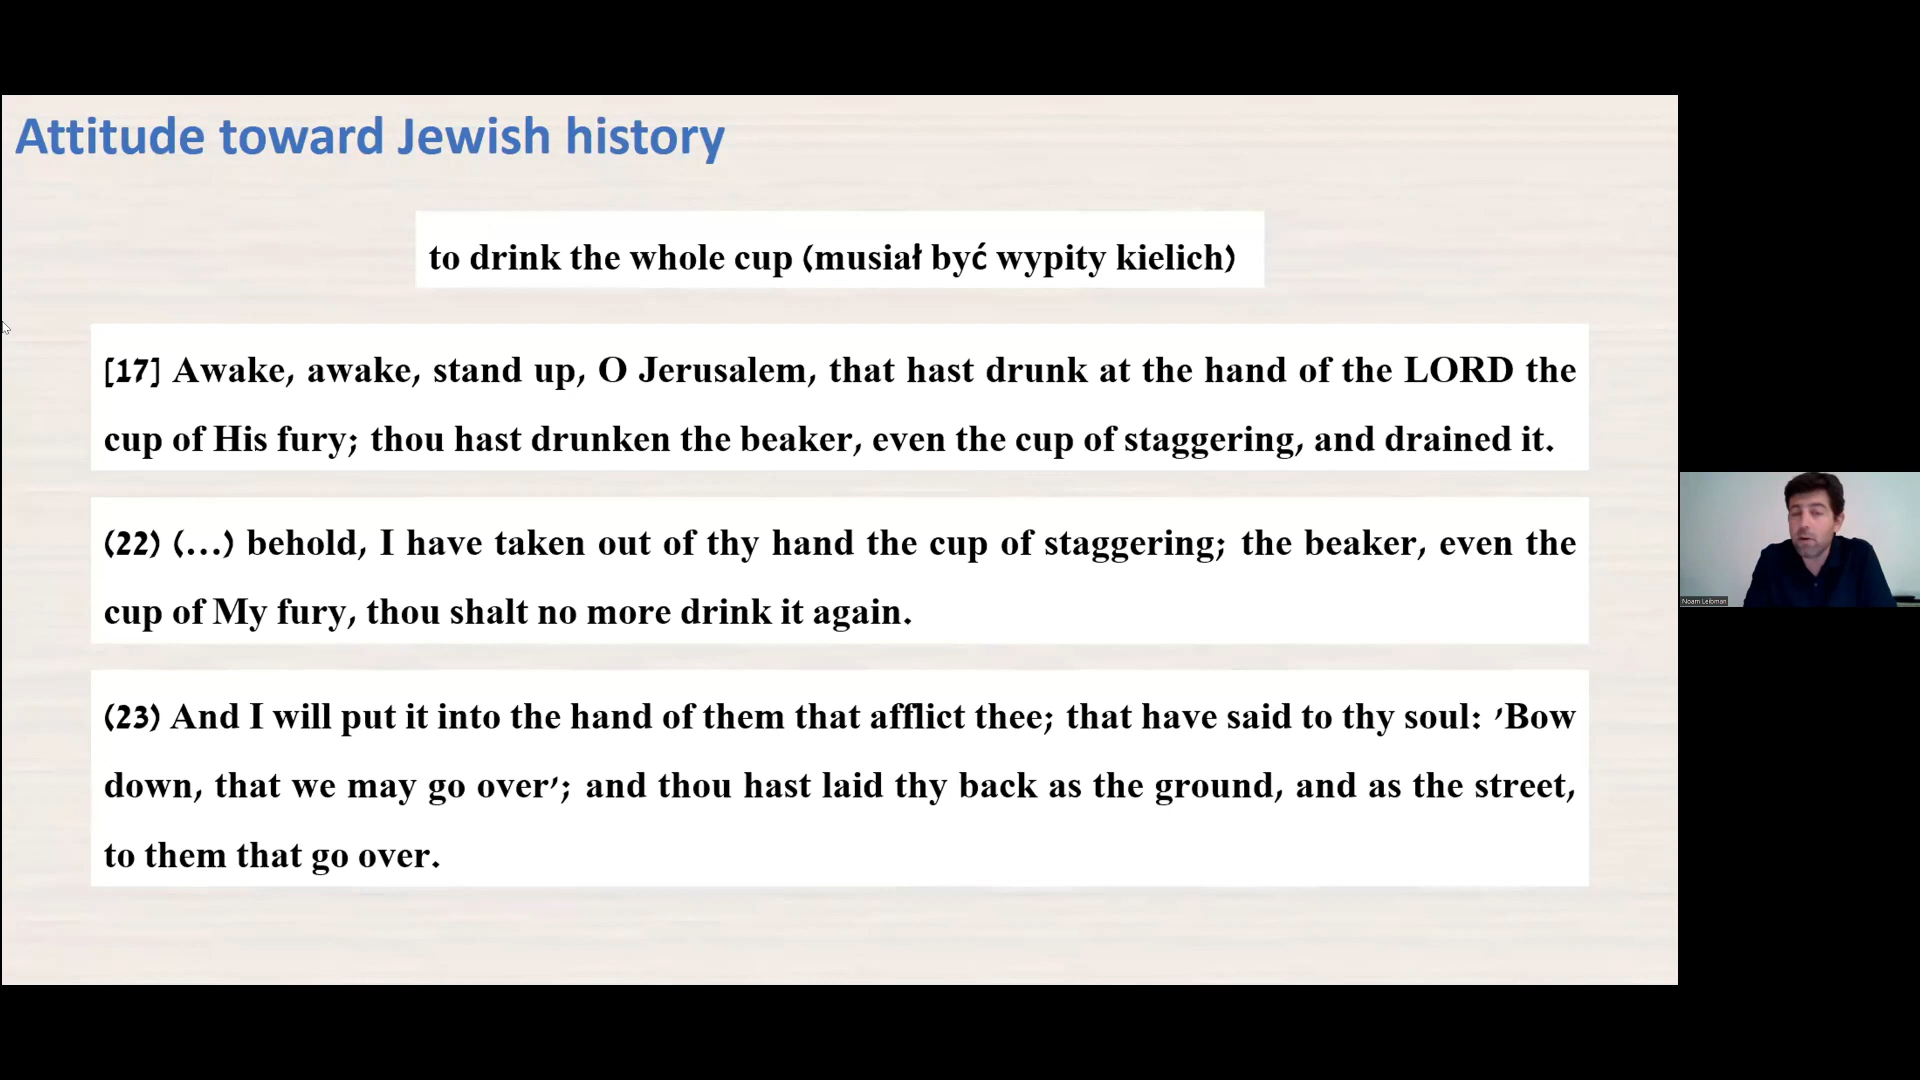 Attitude toward Jewish history
to drink the whole cup (musiał być wypity kielich)
[17] Awake, awake, stand up, O Jerusalem, that hast drunk at the hand of the LORD the
cup of His fury; thou hast drunken the beaker, even the cup of staggering, and drained it.
(22) (...) behold, I have taken out of thy hand the cup of staggering; the beaker, even the
cup of My fury, thou shalt no more drink it again.
(23) And I will put it into the hand of them that afflict thee; that have said to thy soul: 'Bow
down, that we may go over'; and thou hast laid thy back as the ground, and as the street,
to them that go over.
Noam Leibman